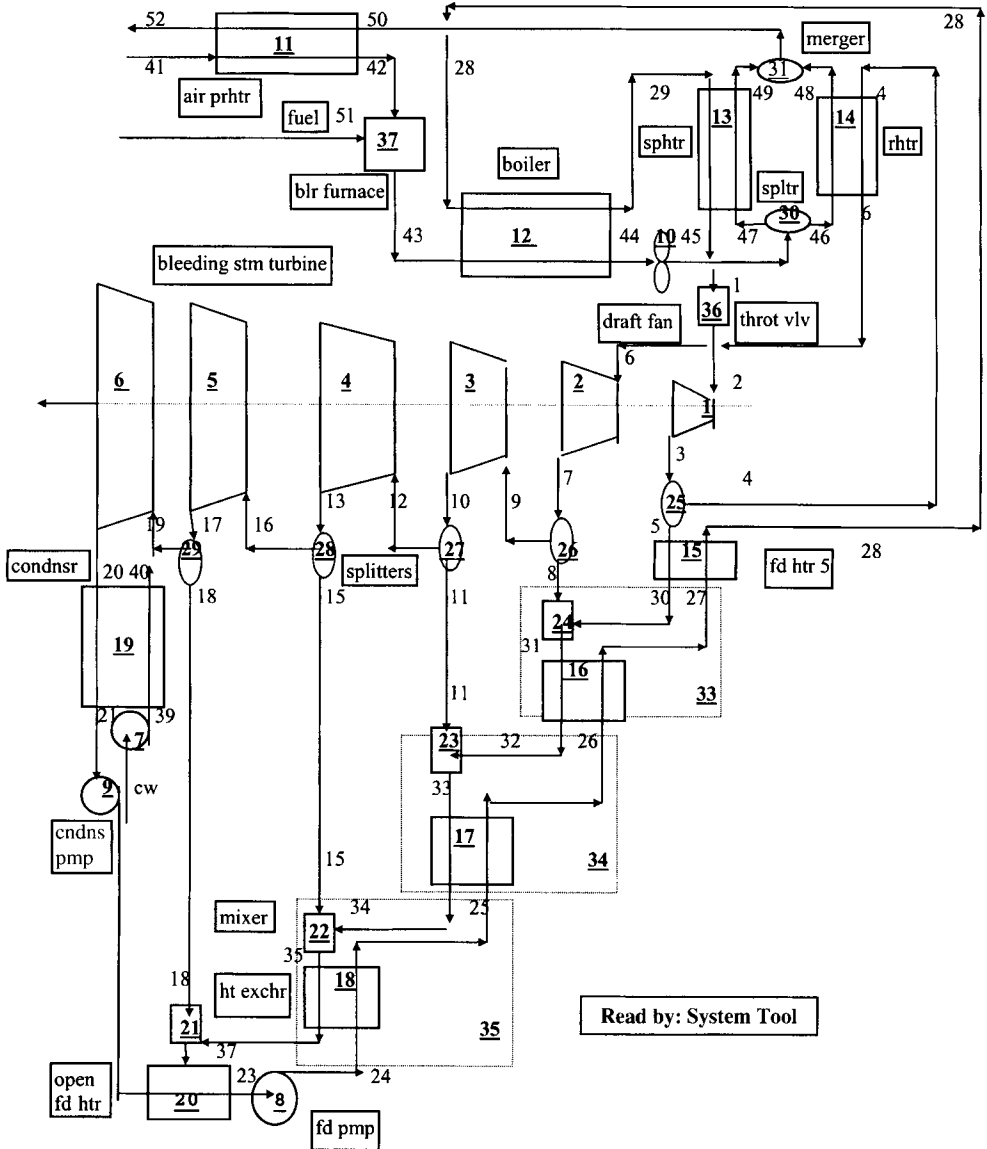 52 50 28
11 merger
41 42 31
28 29 49 48 4
air prhtr
fuel 51 13 14
37 sphtr rhtr
boiler spltr
blr furnace 30 6
43 12 44 10 45 47 46
bleeding stm turbine
1
36
draft fan throt vlv
6
6 5 4 3 2 1 2
3
13 12 10 9 7 4
19 17 16 25
29 28 27 26 5 15 28
condnsr splitters fd htr 5
20 40 18 15 11 8 30 27
24
19 31 16
11 33
21 39
7 23 32 26
9 cw 33
cndns
pmp
17
15 34
mixer 34 25
22
35
18 ht exchr 18
21 35 Read by: System Tool
37
open
fd htr
23 24
20 8
fd pmp